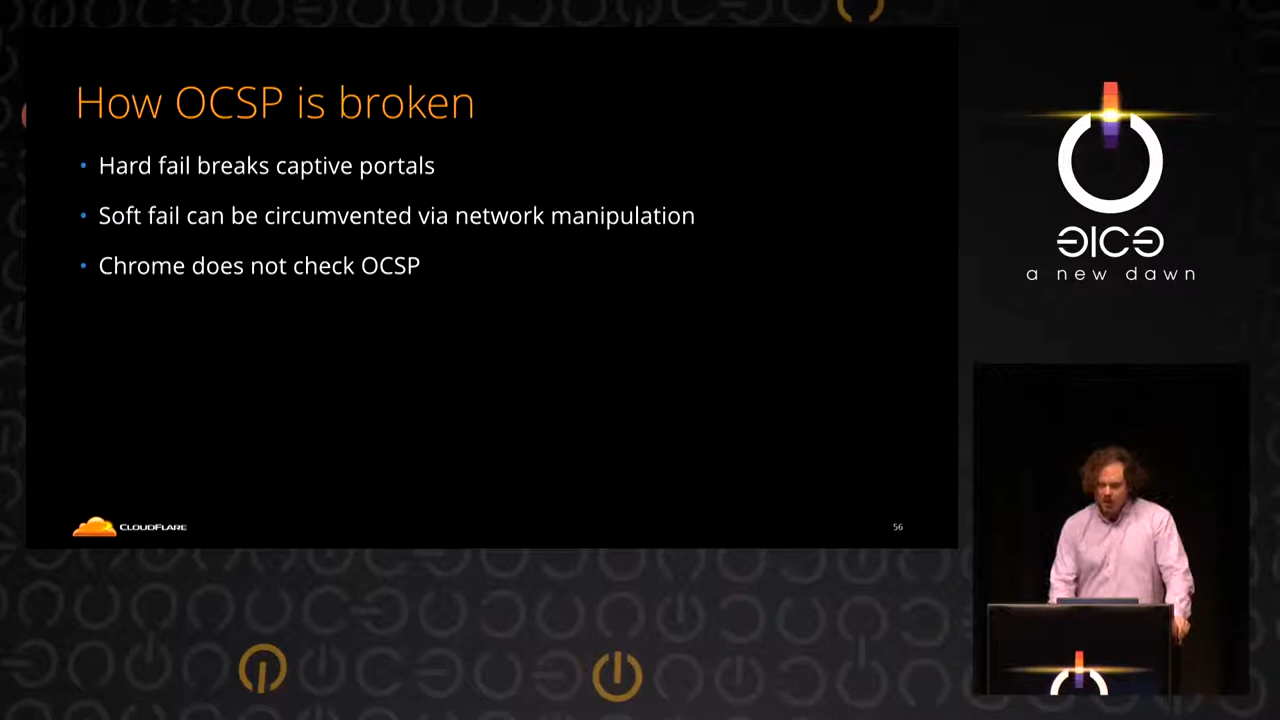 How OCSP is broken
• Hard fail breaks captive portals
• Soft fail can be circumvented via network manipulation
• Chrome does not check OCSP
CLOUDFLARE
56
a new dawn